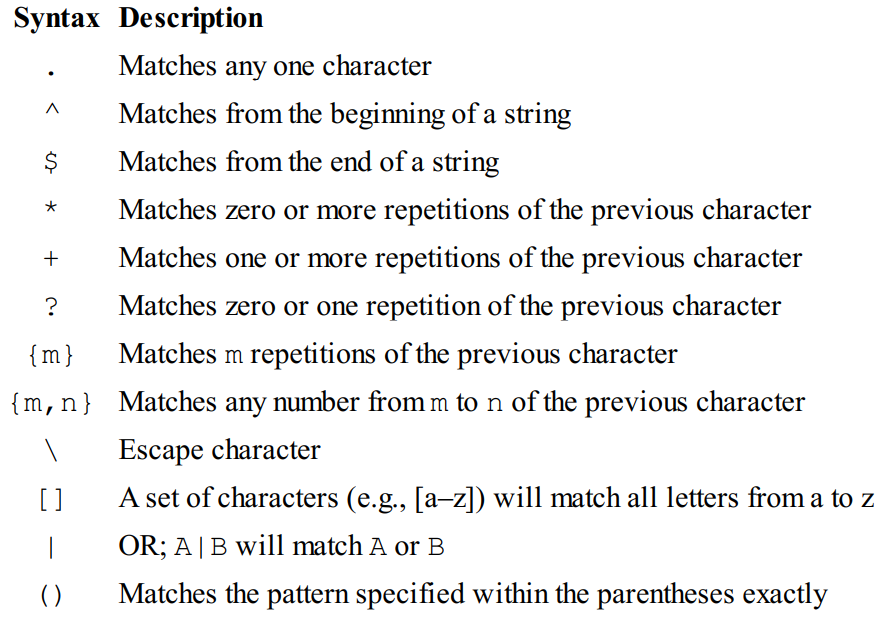 Syntax Description
. Matches any one character
^ Matches from the beginning of a string
$ Matches from the end of a string
* Matches zero or more repetitions of the previous character
+ Matches one or more repetitions of the previous character
? Matches zero or one repetition of the previous character
{m} Matches m repetitions of the previous character
{m,n} Matches any number from m to n of the previous character
\ Escape character
[] A set of characters (e.g., [a–z]) will match all letters from a to z
| OR; A|B will match A or B
() Matches the pattern specified within the parentheses exactly